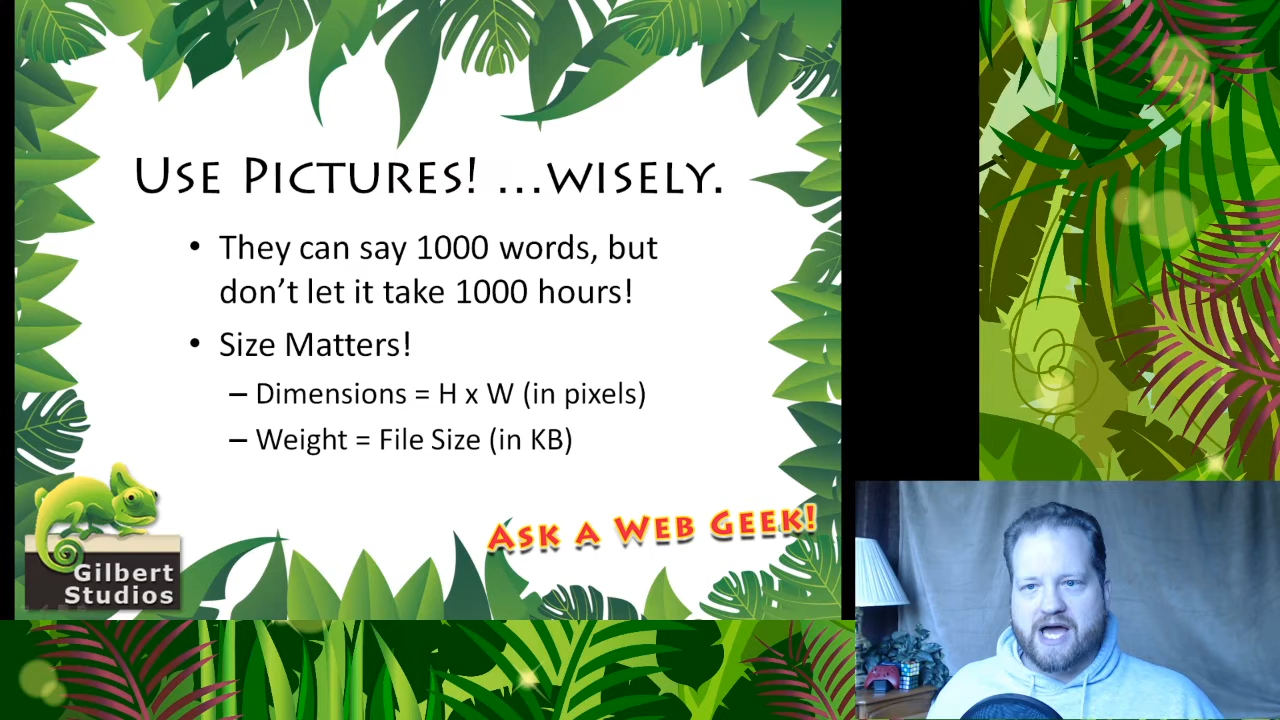 Use Pictures! ...wisely.
• They can say 1000 words, but
don't let it take 1000 hours!
• Size Matters!
– Dimensions = H x W (in pixels)
– Weight = File Size (in KB)
Ask a Web Geek!
Gilbert
Studios